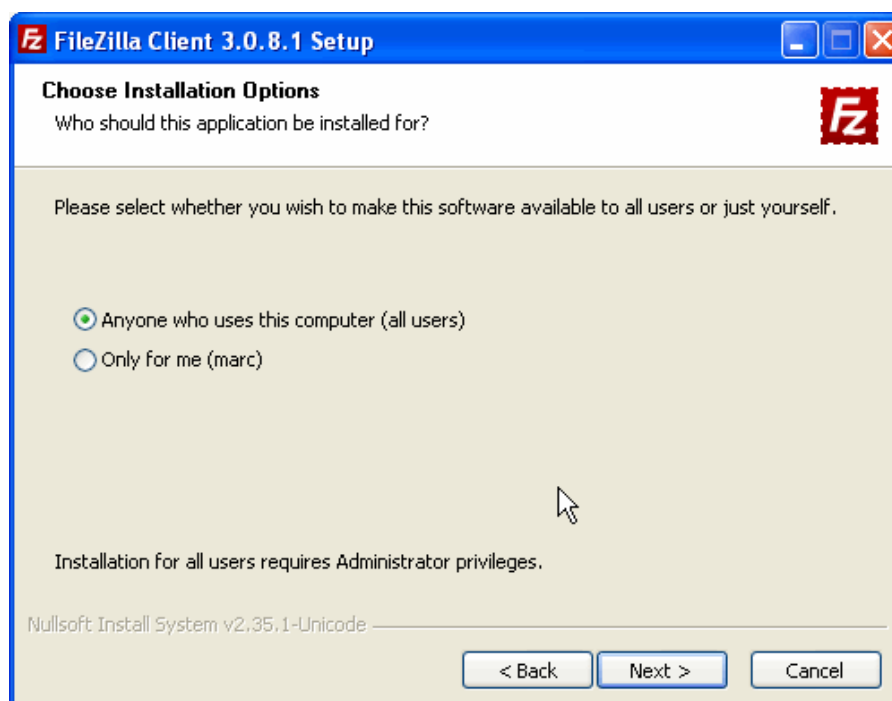 FZ FileZilla Client 3.0.8.1 Setup
Choose Installation Options
Who should this application be installed for?
FZ
Please select whether you wish to make this software available to all users or just yourself.
Anyone who uses this computer (all users)
Only for me (marc)
Installation for all users requires Administrator privileges.
Nullsoft Install System v2.35.1-Unicode
< Back Next > Cancel